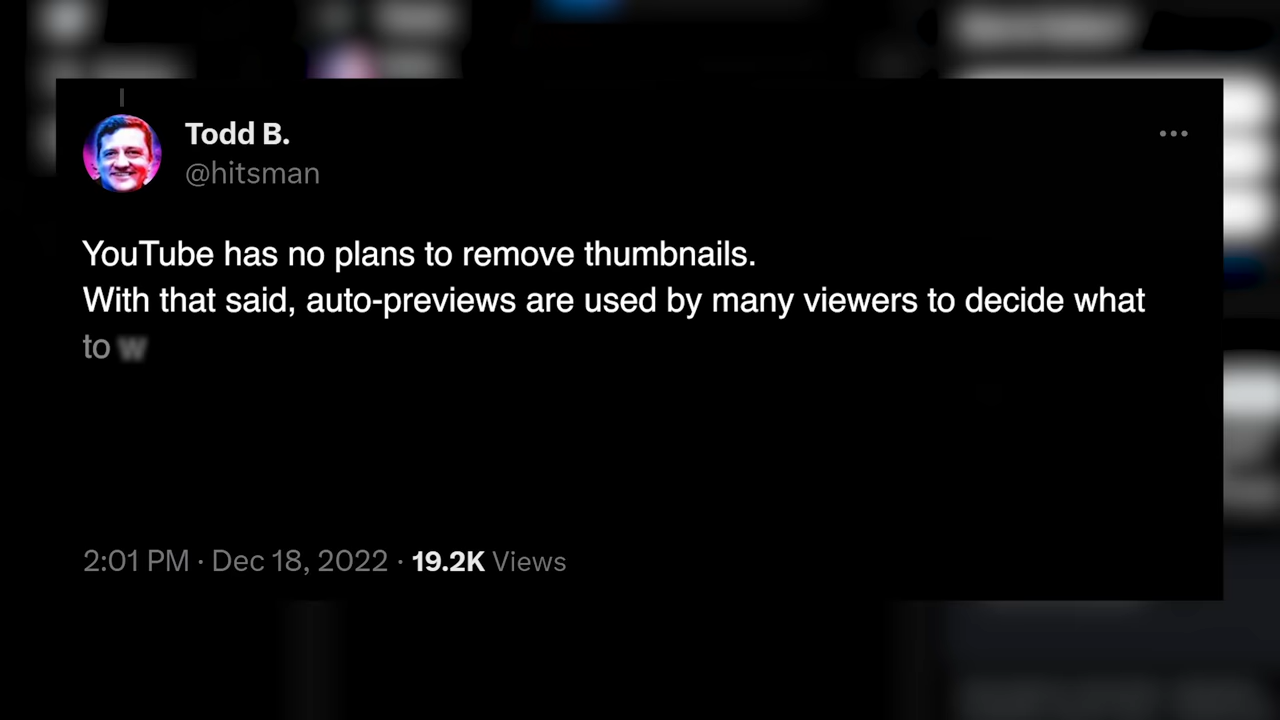 Todd B.
@hitsman
YouTube has no plans to remove thumbnails.
With that said, auto-previews are used by many viewers to decide what
to w
2:01 PM · Dec 18, 2022 · 19.2K Views